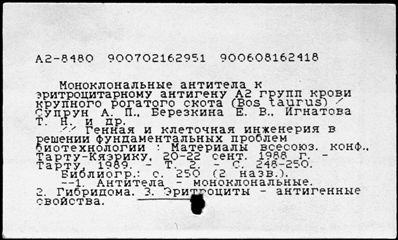 А2-8480 900702162951 900608162418
Моноклональные антитела к
эритроцитарному антигену А2 групп крови
крупного рогатого скота (Bos taurus) /
Супрун А. П., Березкина Е. В., Игнатова
Т. Н. и др.
// Генная и клеточная инженерия в
решении фундаментальных проблем
биотехнологии : Материалы всесоюз. конф.,
Тарту-Кяэрику, 20-22 сент. 1988 г. -
Тарту, 1989. - Т. 2. - С. 248-250.
Библиогр.: с. 250 (2 назв.).
--1. Антитела - моноклональные.
2. Гибридома. 3. Эритроциты - антигенные
свойства.